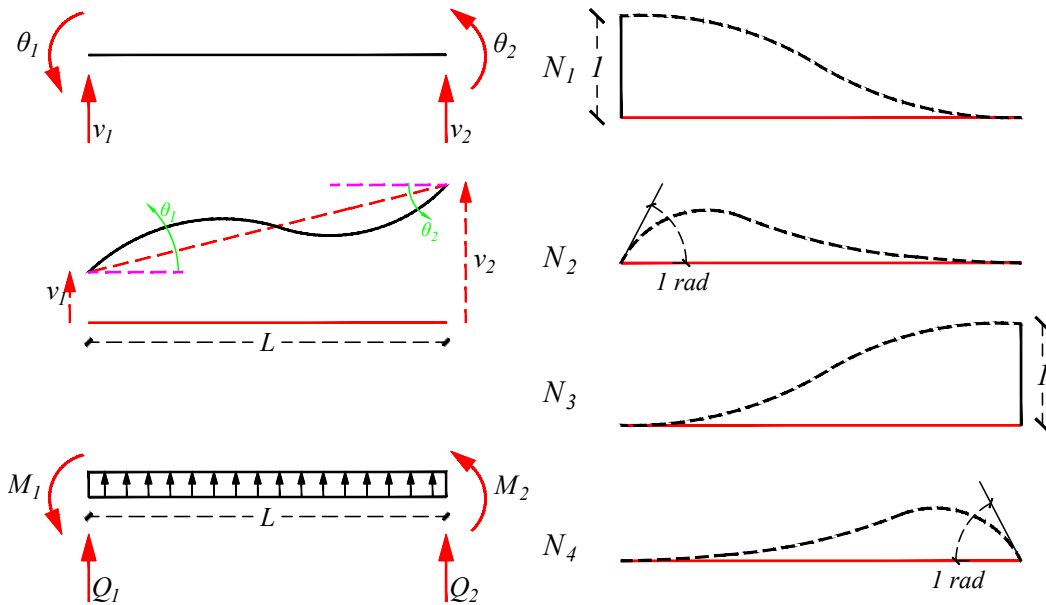 θ1 θ2
v1 v2
θ1 θ2
v1 v2
L
M1 M2
L
Q1 Q2
N1 1
N2
1 rad
N3 1
N4
1 rad